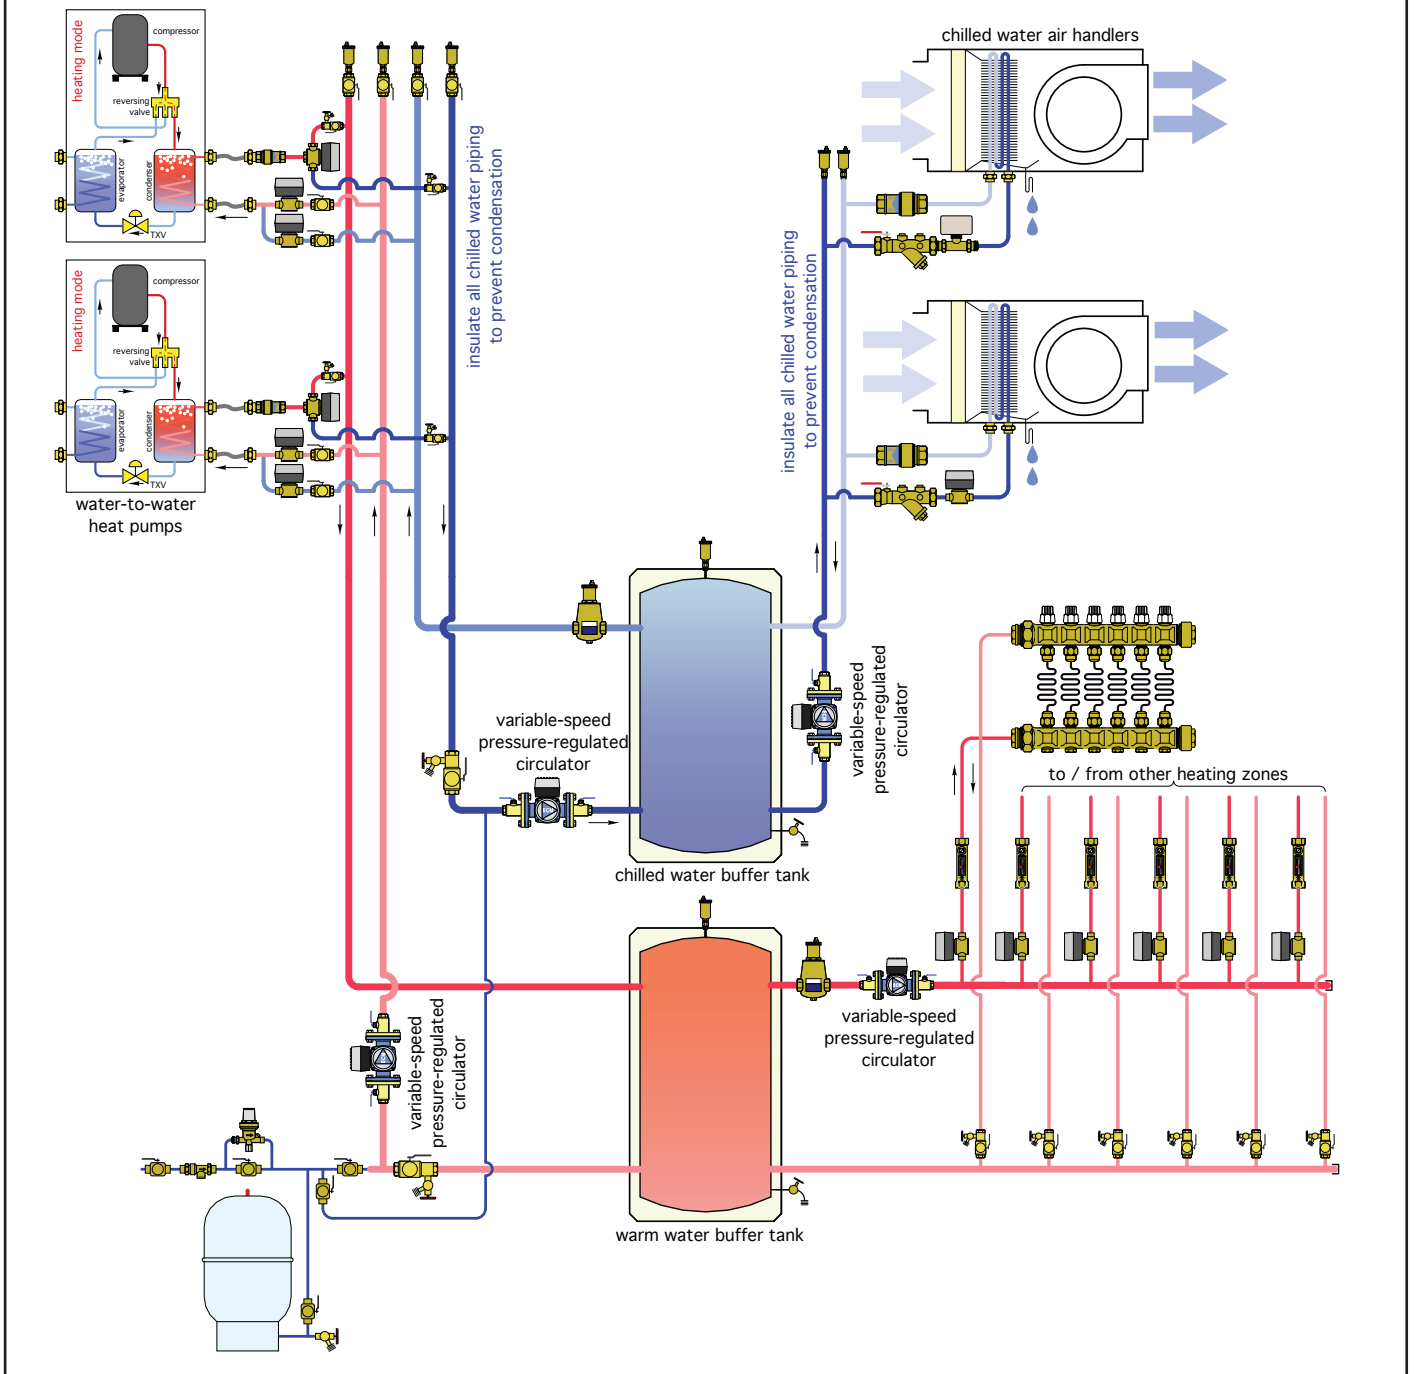 heating mode
compressor
reversing
valve
evaporator
condenser
TXV
heating mode
compressor
reversing
valve
evaporator
condenser
TXV
water-to-water
heat pumps
insulate all chilled water piping
to prevent condensation
chilled water air handlers
insulate all chilled water piping
to prevent condensation
variable-speed
pressure-regulated
circulator
variable-speed
pressure-regulated
circulator
chilled water buffer tank
to / from other heating zones
variable-speed
pressure-regulated
circulator
variable-speed
pressure-regulated
circulator
warm water buffer tank